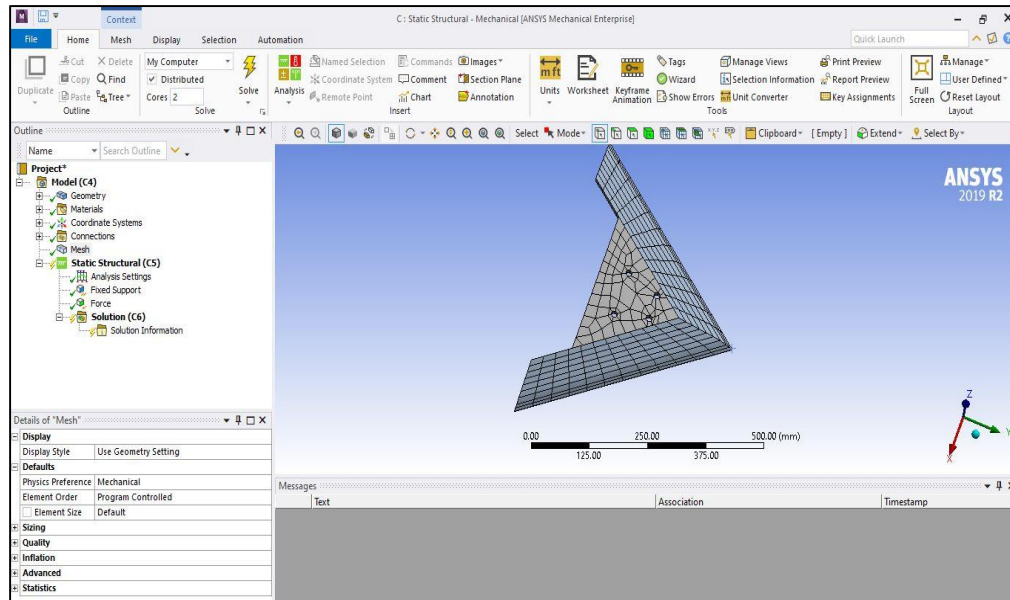 Context
C : Static Structural - Mechanical [ANSYS Mechanical Enterprise]
File Home Mesh Display Selection Automation Quick Launch
Duplicate
Cut
Copy
Paste
Delete
Find
Tree
Outline
My Computer
Distributed
Cores 2
Solve
Solve
Analysis
Named Selection
Coordinate System
Remote Point
Commands
Comment
Chart
Images
Section Plane
Annotation
Insert
Units
Worksheet
Keyframe
Animation
Tags
Wizard
Show Errors
Manage Views
Selection Information
Unit Converter
Print Preview
Report Preview
Key Assignments
Tools
Full
Screen
Manage
User Defined
Reset Layout
Layout
Outline
Name Search Outline
Project*
Model (C4)
Geometry
Materials
Coordinate Systems
Connections
Mesh
Static Structural (C5)
Analysis Settings
Fixed Support
Force
Solution (C6)
Solution Information
Select Mode Clipboard [ Empty ] Extend Select By
ANSYS
2019 R2
0.00 250.00 500.00 (mm)
125.00 375.00
Z
Y
X
Details of "Mesh"
Display
Display Style Use Geometry Setting
Defaults
Physics Preference Mechanical
Element Order Program Controlled
Element Size Default
Sizing
Quality
Inflation
Advanced
Statistics
Messages
Text Association Timestamp